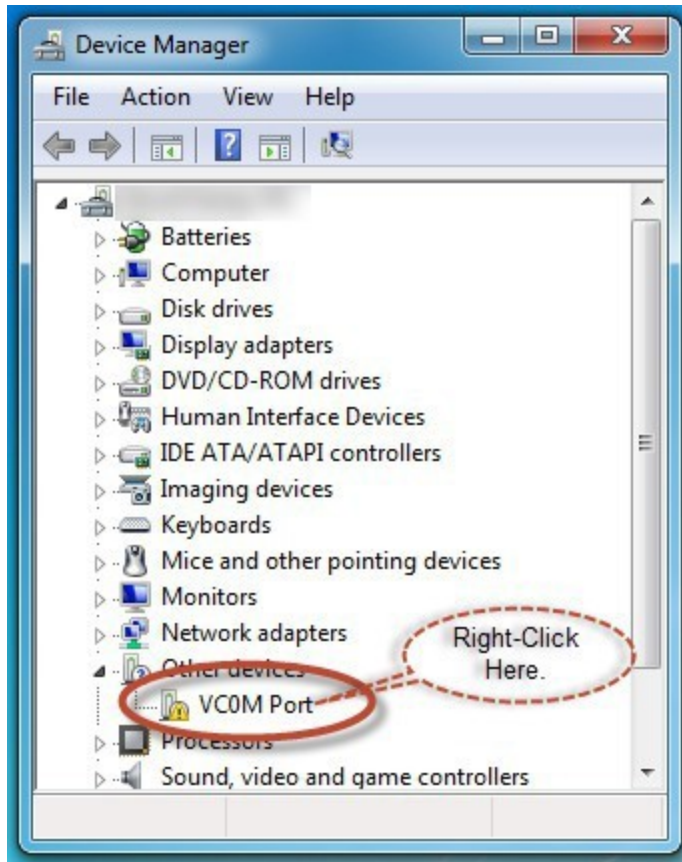 Device Manager
File Action View Help
Batteries
Computer
Disk drives
Display adapters
DVD/CD-ROM drives
Human Interface Devices
IDE ATA/ATAPI controllers
Imaging devices
Keyboards
Mice and other pointing devices
Monitors
Network adapters
Right-Click
Here.
Other devices
VC0M Port
Processors
Sound, video and game controllers